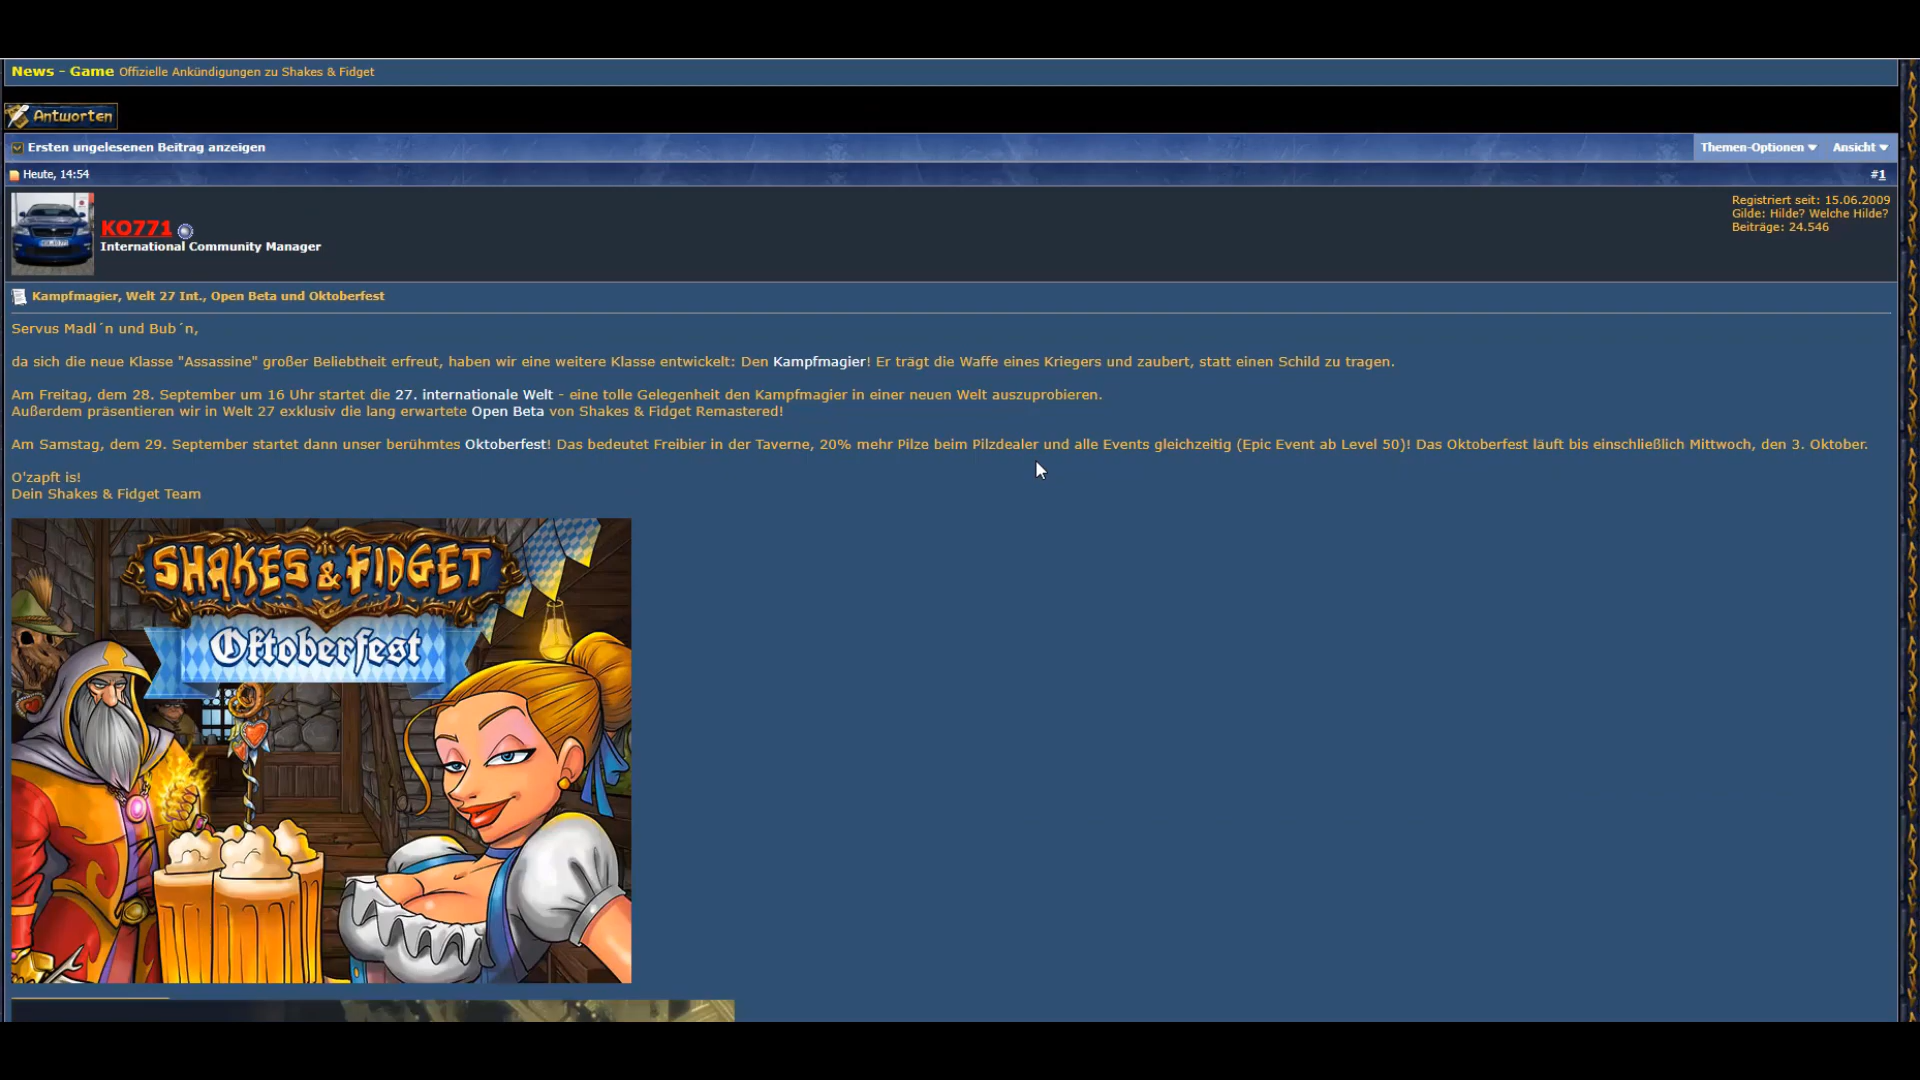 News - Game Offizielle Ankündigungen zu Shakes & Fidget
Antworten
Ersten ungelesenen Beitrag anzeigen
Themen-Optionen Ansicht
Heute, 14:54
#1
KO771
International Community Manager
Registriert seit: 15.06.2009
Gilde: Hilde? Welche Hilde?
Beiträge: 24.546
Kampfmagier, Welt 27 Int., Open Beta und Oktoberfest
Servus Madl´n und Bub´n,
da sich die neue Klasse "Assassine" großer Beliebtheit erfreut, haben wir eine weitere Klasse entwickelt: Den Kampfmagier! Er trägt die Waffe eines Kriegers und zaubert, statt einen Schild zu tragen.
Am Freitag, dem 28. September um 16 Uhr startet die 27. internationale Welt - eine tolle Gelegenheit den Kampfmagier in einer neuen Welt auszuprobieren.
Außerdem präsentieren wir in Welt 27 exklusiv die lang erwartete Open Beta von Shakes & Fidget Remastered!
Am Samstag, dem 29. September startet dann unser berühmtes Oktoberfest! Das bedeutet Freibier in der Taverne, 20% mehr Pilze beim Pilzdealer und alle Events gleichzeitig (Epic Event ab Level 50)! Das Oktoberfest läuft bis einschließlich Mittwoch, den 3. Oktober.
O'zapft is!
Dein Shakes & Fidget Team
SHAKES & FIDGET
Oktoberfest